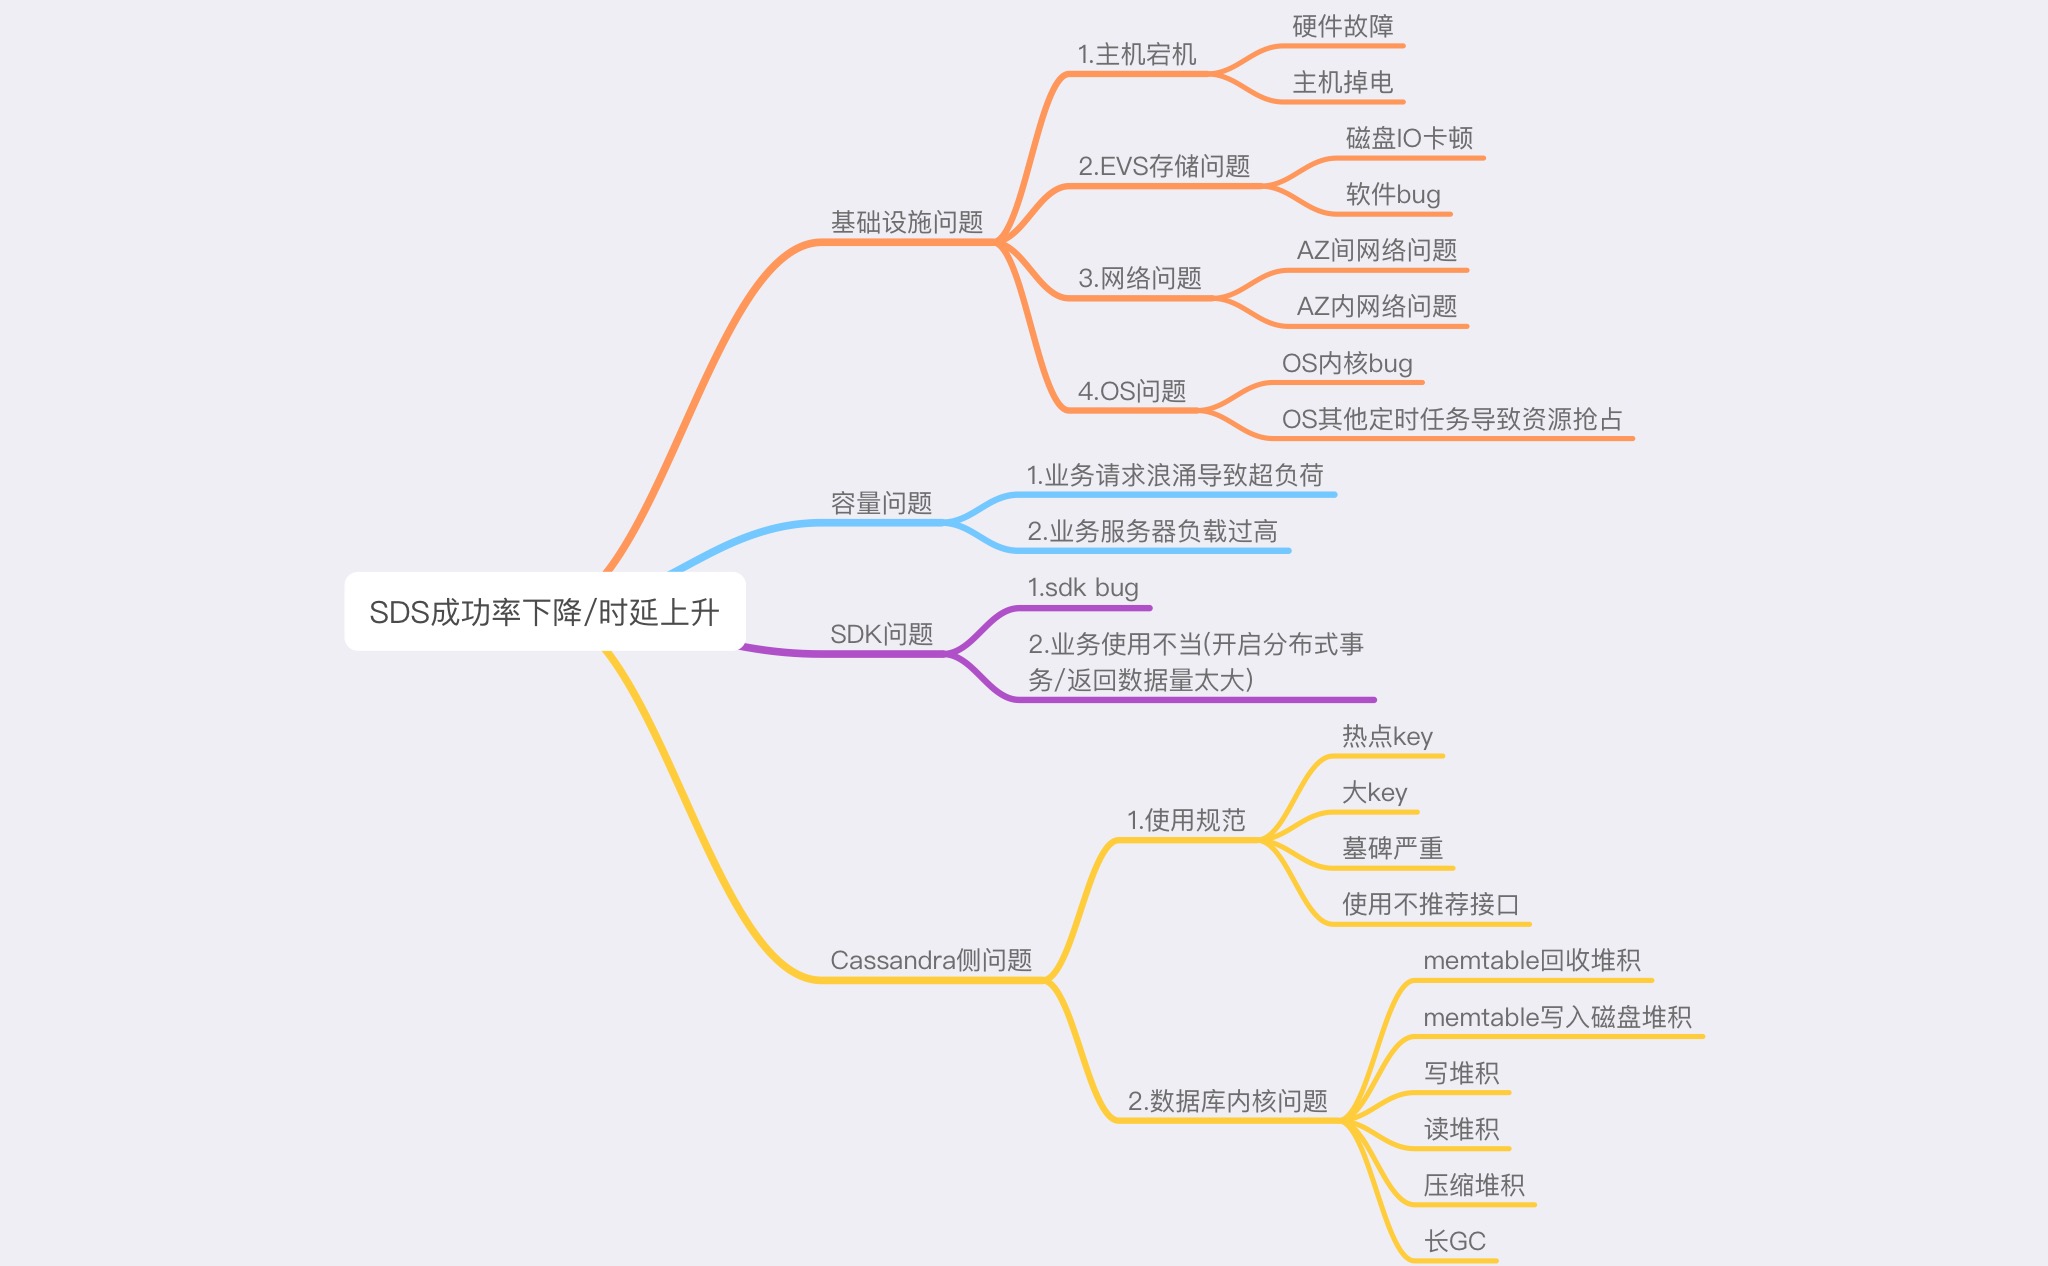 SDS成功率下降/时延上升
基础设施问题
1.主机宕机
硬件故障
主机掉电
2.EVS存储问题
磁盘IO卡顿
软件bug
3.网络问题
AZ间网络问题
AZ内网络问题
4.OS问题
OS内核bug
OS其他定时任务导致资源抢占
容量问题
1.业务请求浪涌导致超负荷
2.业务服务器负载过高
SDK问题
1.sdk bug
2.业务使用不当(开启分布式事
务/返回数据量太大)
Cassandra侧问题
1.使用规范
热点key
大key
墓碑严重
使用不推荐接口
2.数据库内核问题
memtable回收堆积
memtable写入磁盘堆积
写堆积
读堆积
压缩堆积
长GC